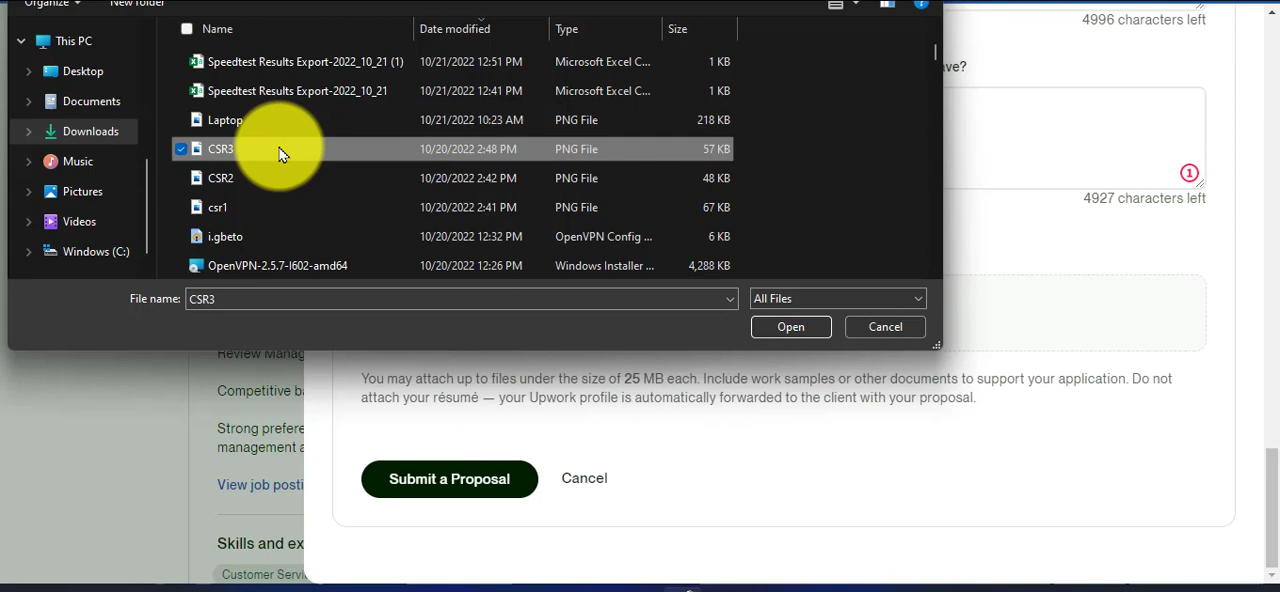 Organize
New folder
Name
Date modified
Type
Size
This PC
Desktop
Documents
Downloads
Music
Pictures
Videos
Windows (C:)
Speedtest Results Export-2022_10_21 (1) 10/21/2022 12:51 PM Microsoft Excel C... 1 KB
Speedtest Results Export-2022_10_21 10/21/2022 12:41 PM Microsoft Excel C... 1 KB
Laptop 10/21/2022 10:23 AM PNG File 218 KB
CSR3 10/20/2022 2:48 PM PNG File 57 KB
CSR2 10/20/2022 2:42 PM PNG File 48 KB
csr1 10/20/2022 2:41 PM PNG File 67 KB
i.gbeto 10/20/2022 12:32 PM OpenVPN Config ... 6 KB
OpenVPN-2.5.7-I602-amd64 10/20/2022 12:26 PM Windows Installer ... 4,288 KB
File name: CSR3
All Files
Open
Cancel
4996 characters left
ave?
1
4927 characters left
Review Manag
Competitive ba
Strong prefere
management a
View job posti
Skills and ex
Customer Servi
You may attach up to files under the size of 25 MB each. Include work samples or other documents to support your application. Do not
attach your résumé — your Upwork profile is automatically forwarded to the client with your proposal.
Submit a Proposal
Cancel